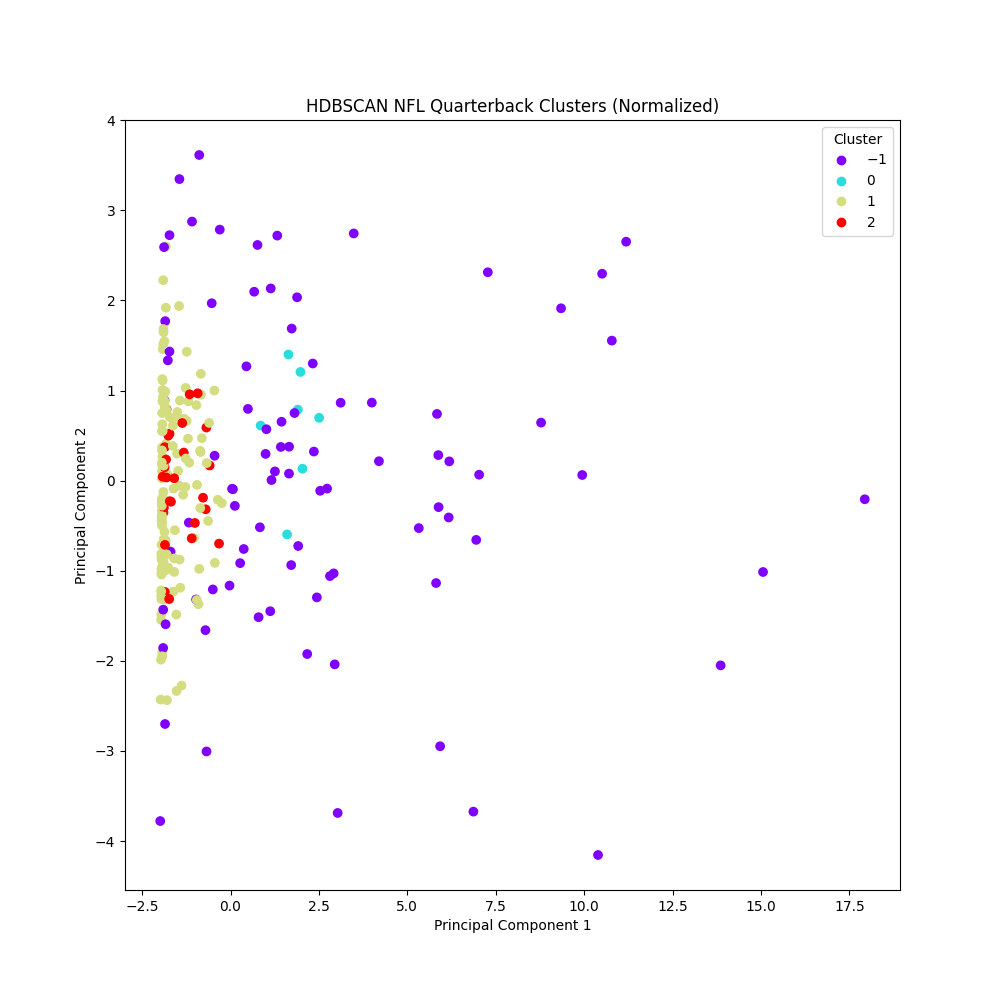 HDBSCAN NFL Quarterback Clusters (Normalized)
Cluster
−1
0
1
2
4
3
2
1
0
−1
−2
−3
−4
Principal Component 2
−2.5 0.0 2.5 5.0 7.5 10.0 12.5 15.0 17.5
Principal Component 1